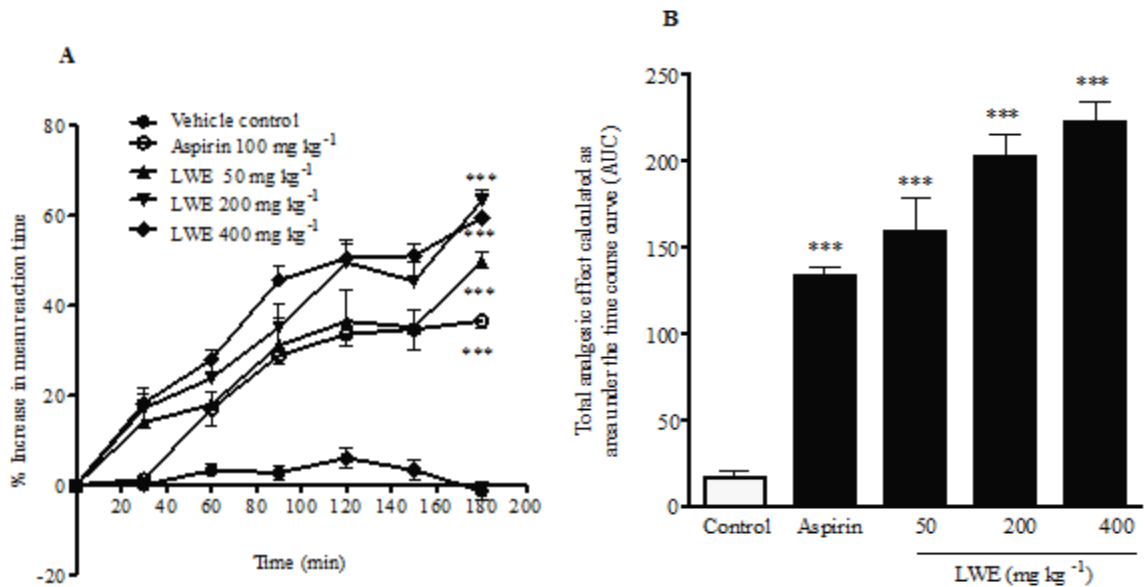 A
% Increase in mean reaction time
80
60
40
20
0
-20
Vehicle control
Aspirin 100 mg kg⁻¹
LWE 50 mg kg⁻¹
LWE 200 mg kg⁻¹
LWE 400 mg kg⁻¹
***
***
***
***
20 40 60 80 100 120 140 160 180 200
Time (min)
B
Total analgesic effect calculated as
area under the time course curve (AUC)
250
200
150
100
50
0
***
***
***
***
Control Aspirin 50 200 400
LWE (mg kg⁻¹)